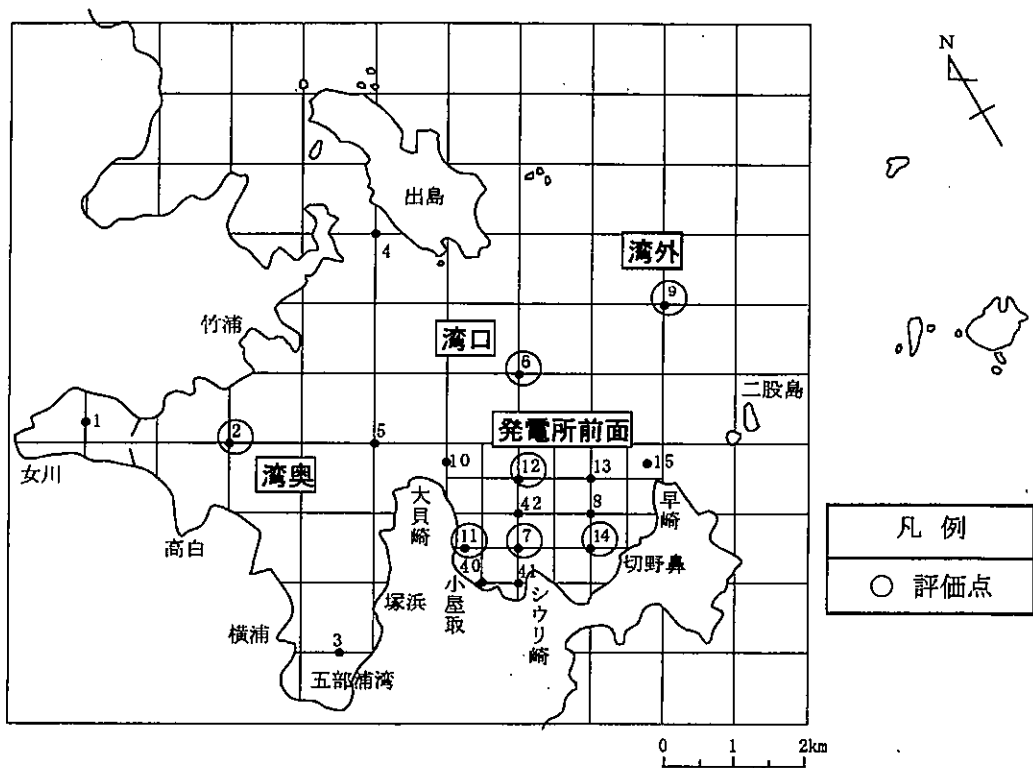 N
出島
4
湾外
9
竹浦
湾口
6
二股島
1
2
5
発電所前面
女川
湾奥
10
12
13
15
大貝崎
42
8
早崎
高白
11
7
14
切野鼻
40
41
小屋取
塚浜
シウリ崎
横浦
3
五部浦湾
凡例
○ 評価点
0 1 2km